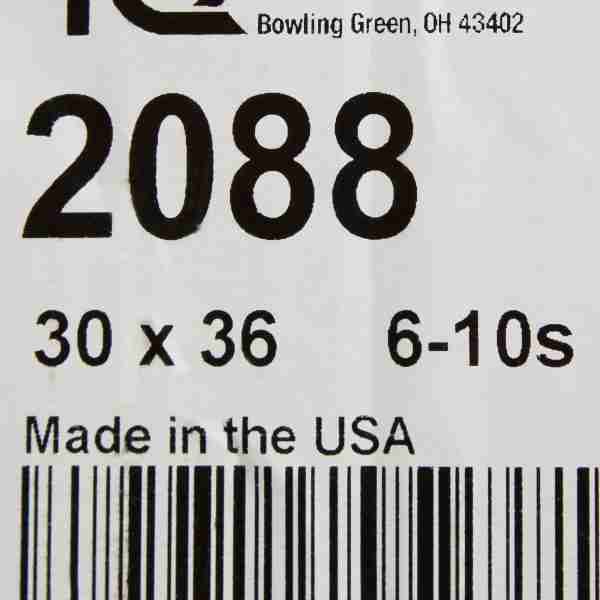 Bowling Green, OH 43402
2088
30 x 36 6-10s
Made in the USA